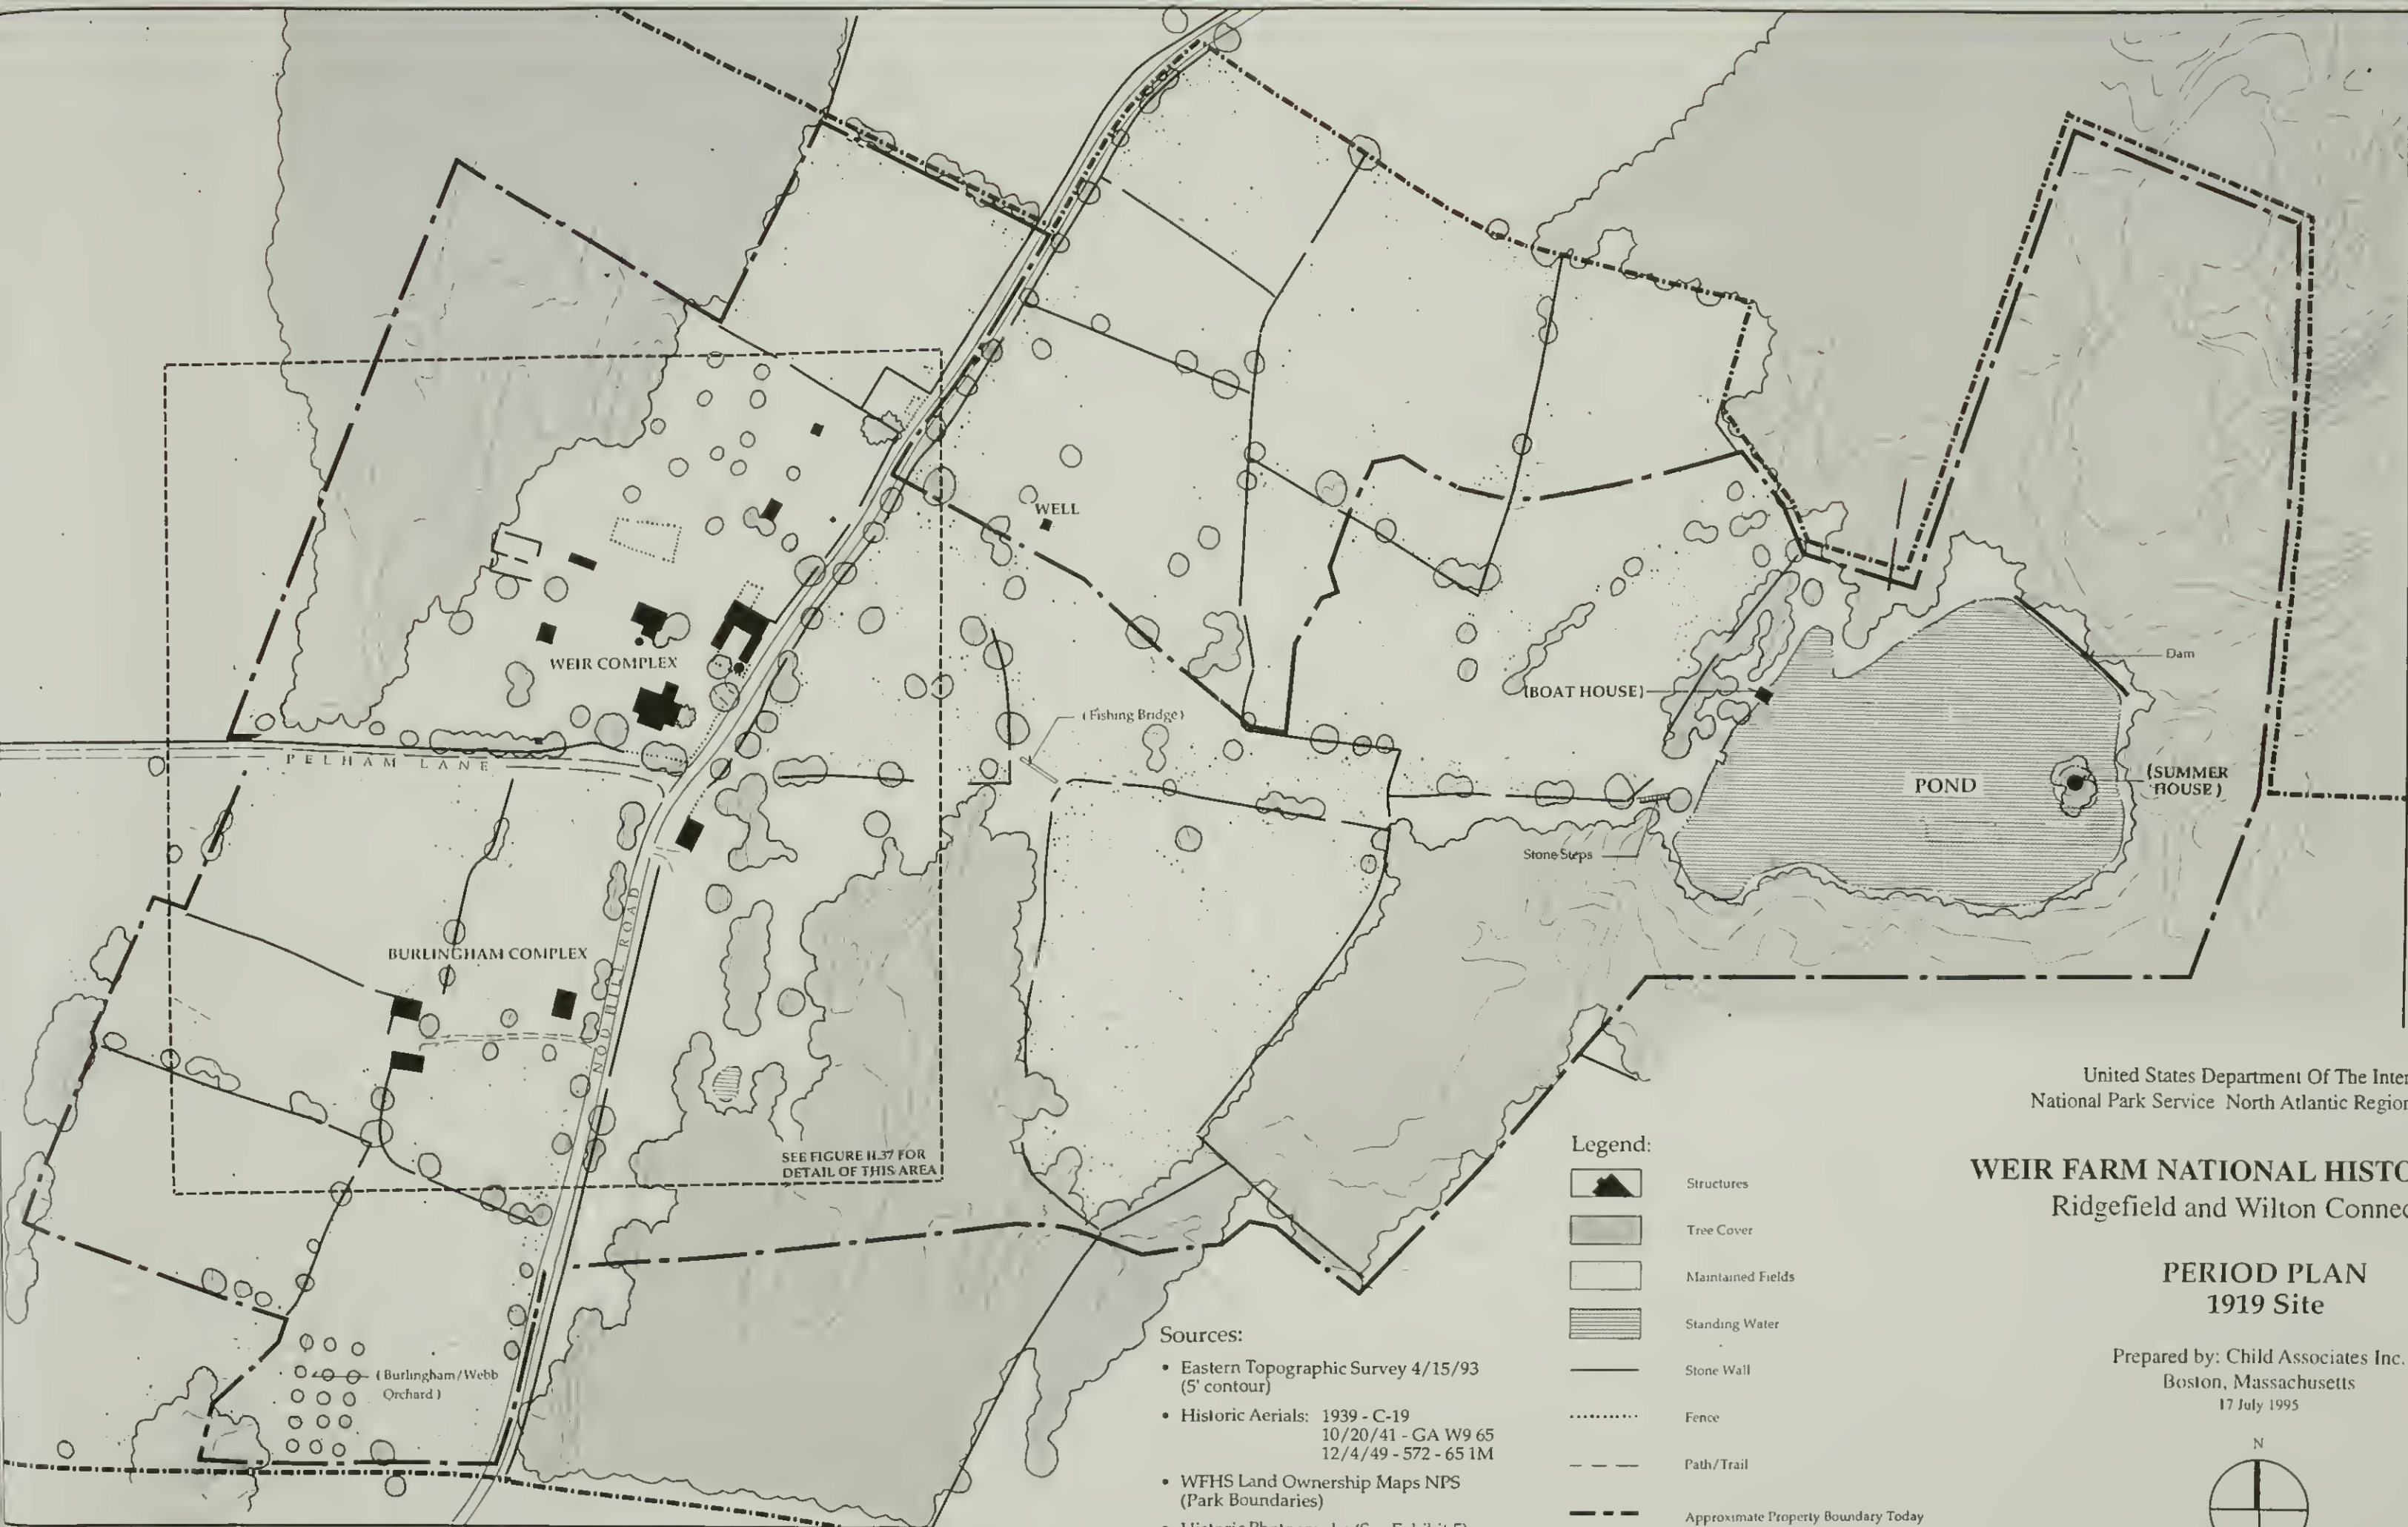 WELL
WEIR COMPLEX
(BOAT HOUSE)
Dam
(Fishing Bridge)
PELHAM LANE
POND
(SUMMER
HOUSE)
Stone Steps
NOD HILL ROAD
BURLINGHAM COMPLEX
SEE FIGURE II.37 FOR
DETAIL OF THIS AREA
(Burlingham/Webb
Orchard)
Sources:
• Eastern Topographic Survey 4/15/93
(5' contour)
• Historic Aerials: 1939 - C-19
10/20/41 - GA W9 65
12/4/49 - 572 - 65 1M
• WFHS Land Ownership Maps NPS
(Park Boundaries)
Legend:
Structures
Tree Cover
Maintained Fields
Standing Water
Stone Wall
Fence
Path/Trail
Approximate Property Boundary Today
United States Department Of The Inter
National Park Service North Atlantic Region
WEIR FARM NATIONAL HISTO
Ridgefield and Wilton Connec
PERIOD PLAN
1919 Site
Prepared by: Child Associates Inc.
Boston, Massachusetts
17 July 1995
N